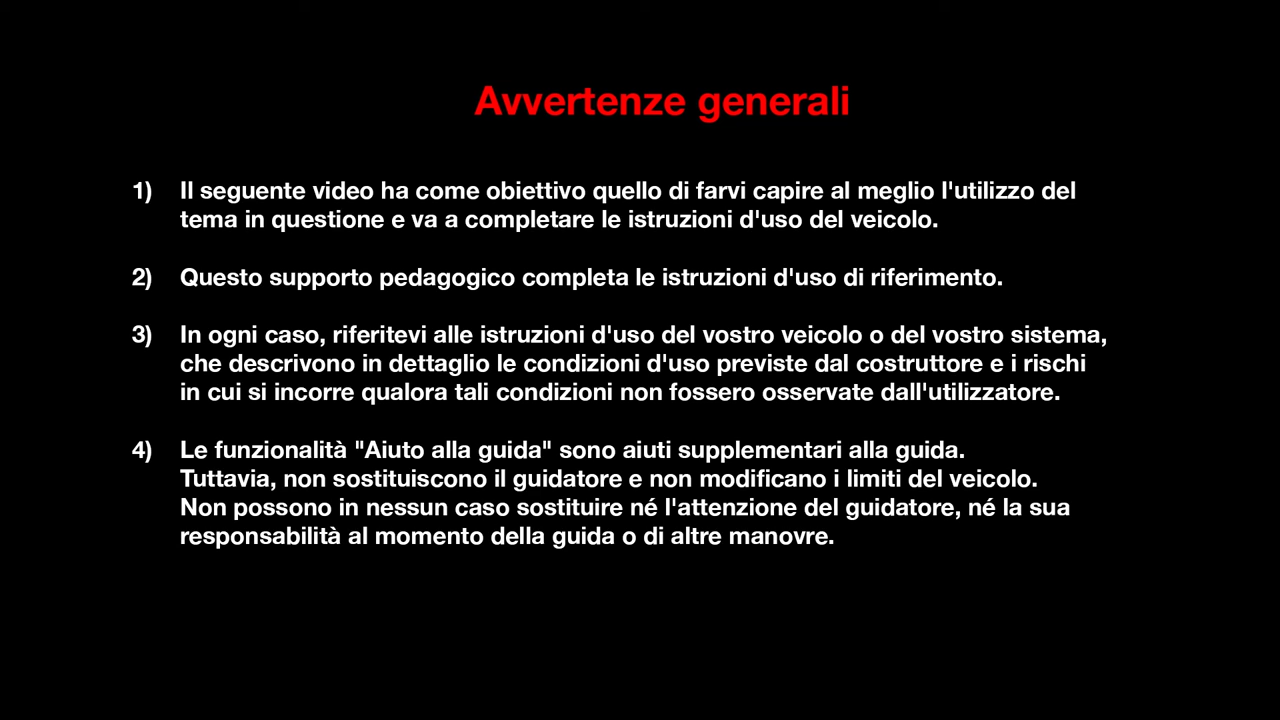 Avvertenze generali
1) Il seguente video ha come obiettivo quello di farvi capire al meglio l'utilizzo del
tema in questione e va a completare le istruzioni d'uso del veicolo.
2) Questo supporto pedagogico completa le istruzioni d'uso di riferimento.
3) In ogni caso, riferitevi alle istruzioni d'uso del vostro veicolo o del vostro sistema,
che descrivono in dettaglio le condizioni d'uso previste dal costruttore e i rischi
in cui si incorre qualora tali condizioni non fossero osservate dall'utilizzatore.
4) Le funzionalità "Aiuto alla guida" sono aiuti supplementari alla guida.
Tuttavia, non sostituiscono il guidatore e non modificano i limiti del veicolo.
Non possono in nessun caso sostituire né l'attenzione del guidatore, né la sua
responsabilità al momento della guida o di altre manovre.